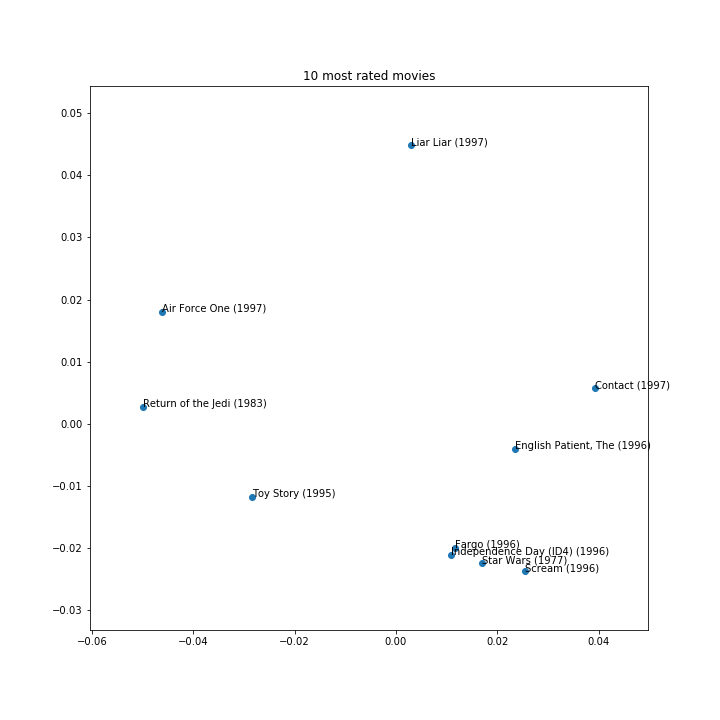 10 most rated movies
0.05
Liar Liar (1997)
0.04
0.03
0.02
Air Force One (1997)
0.01
Contact (1997)
Return of the Jedi (1983)
0.00
English Patient, The (1996)
−0.01
Toy Story (1995)
−0.02
Fargo (1996)
Independence Day (ID4) (1996)
Star Wars (1977)
Scream (1996)
−0.03
−0.06
−0.04
−0.02
0.00
0.02
0.04